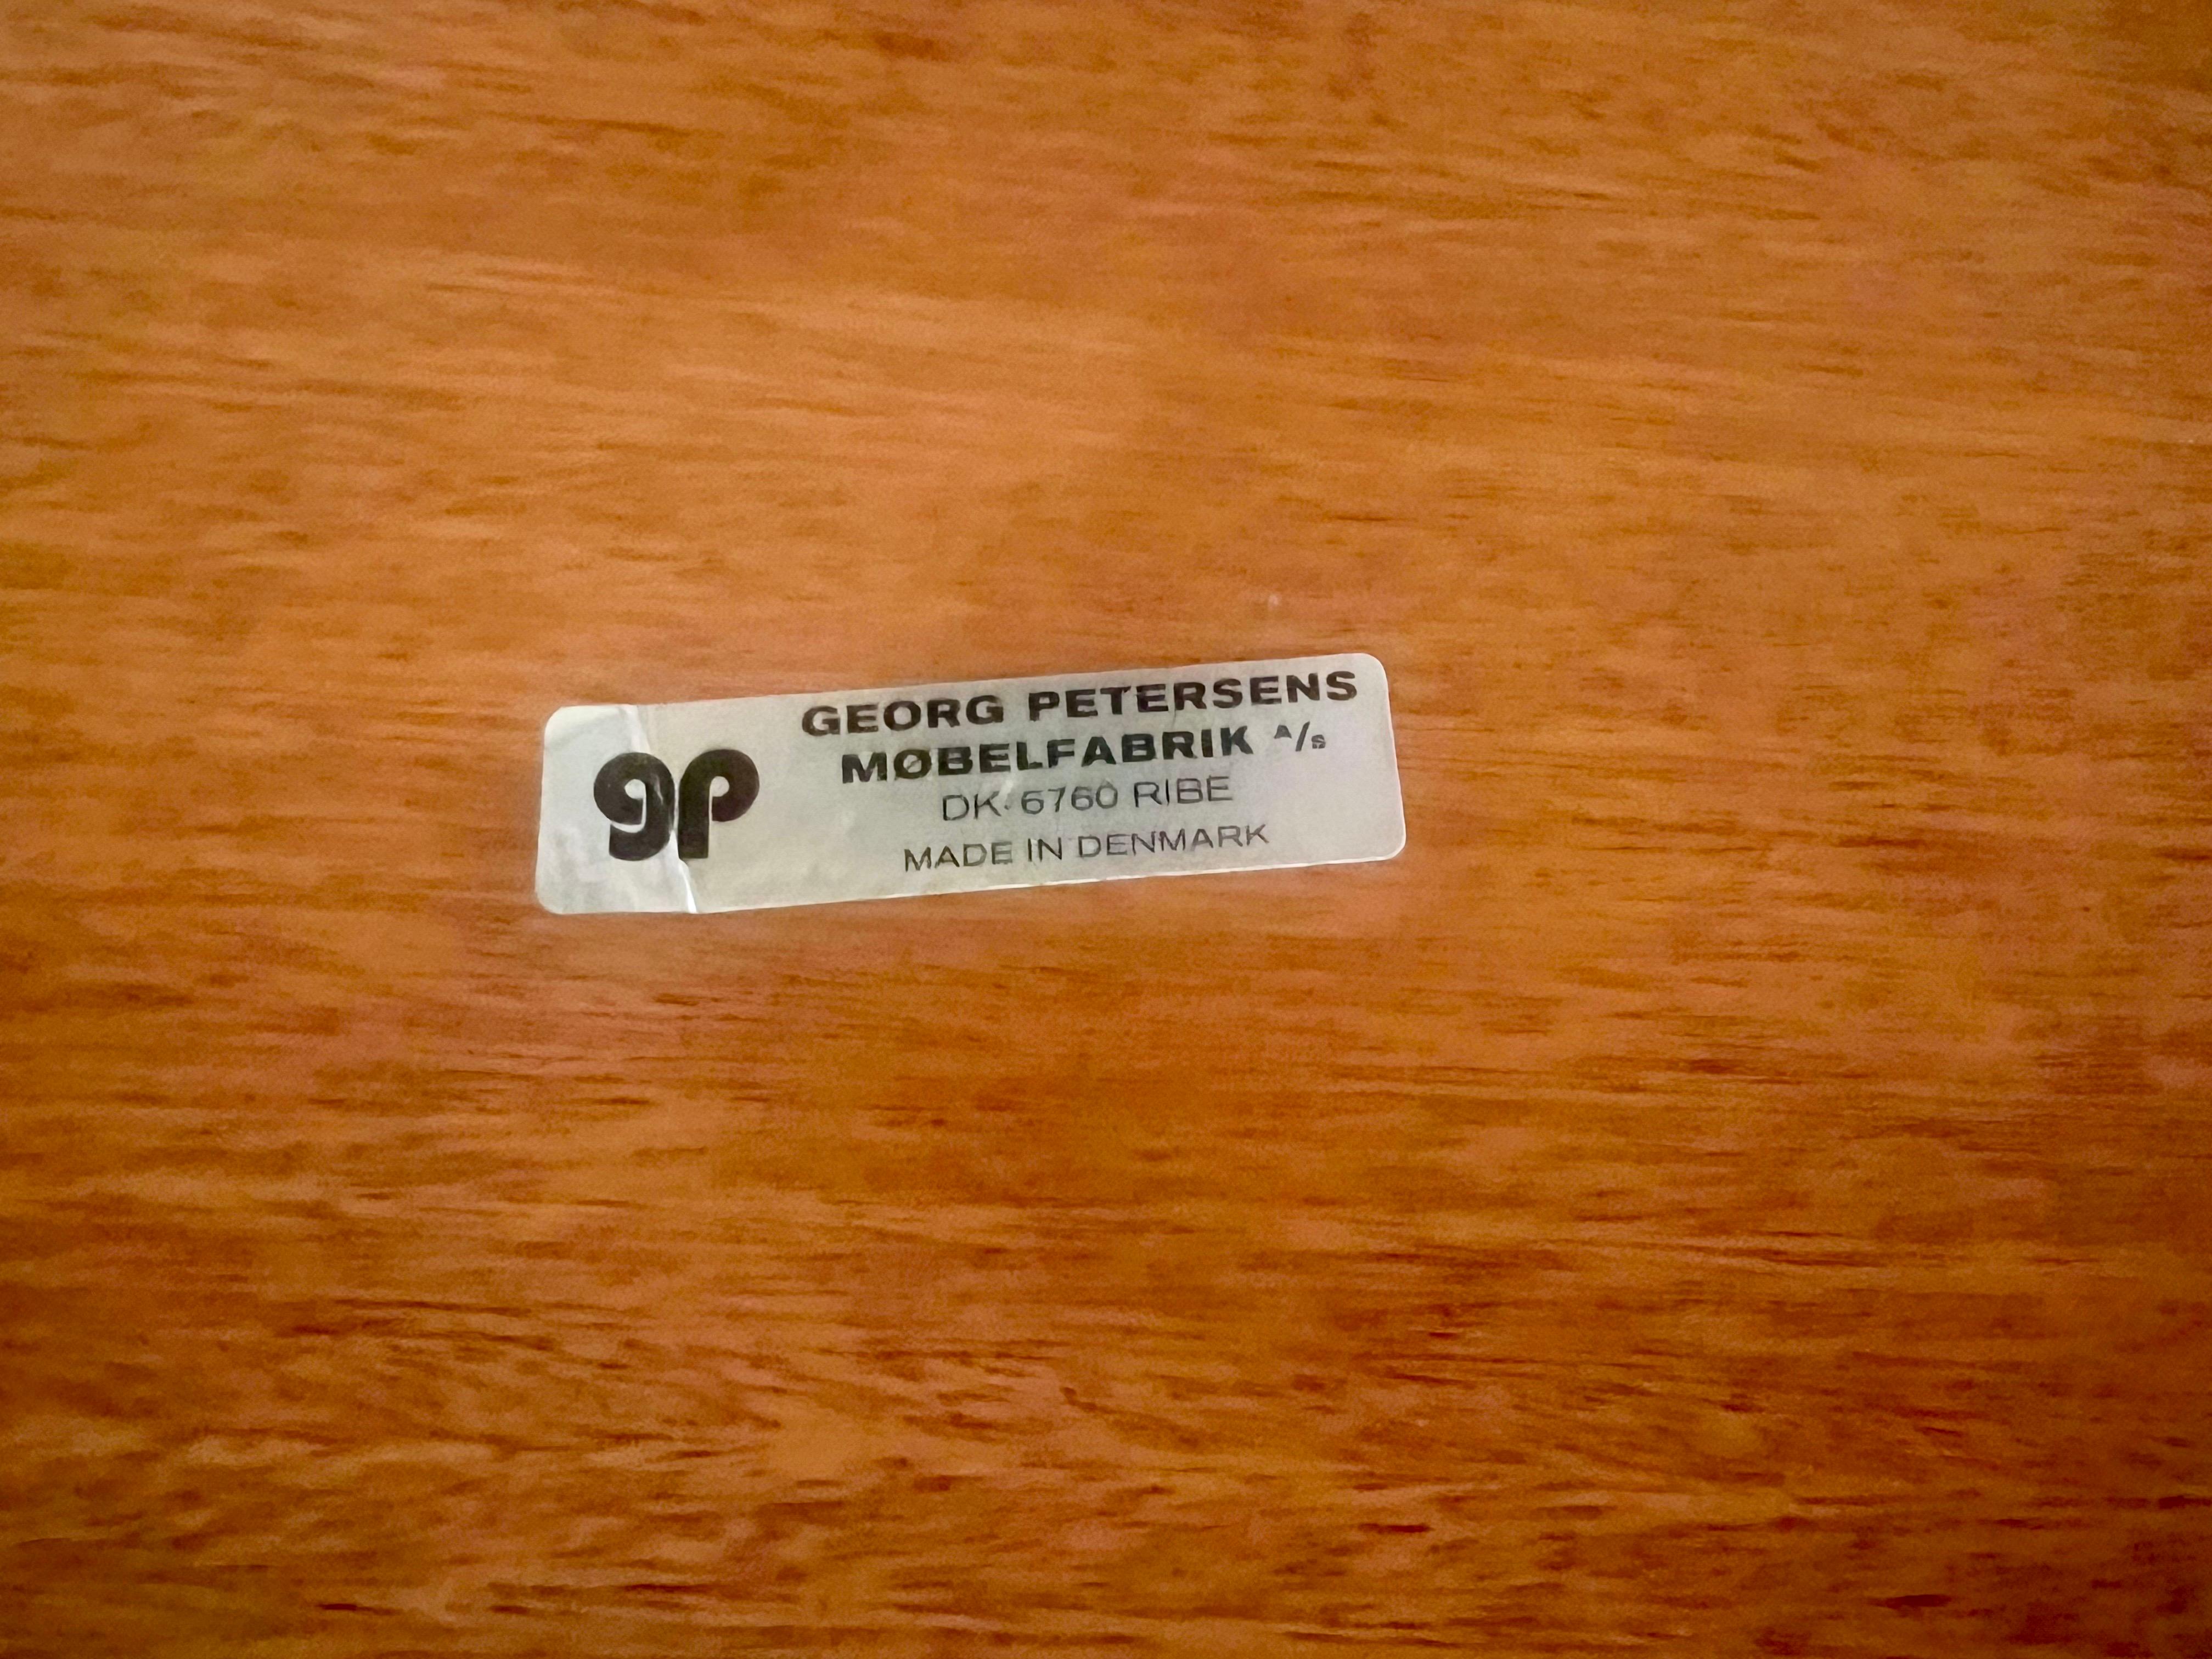 gp
GEORG PETERSENS
MØBELFABRIK A/S
DK-6760 RIBE
MADE IN DENMARK